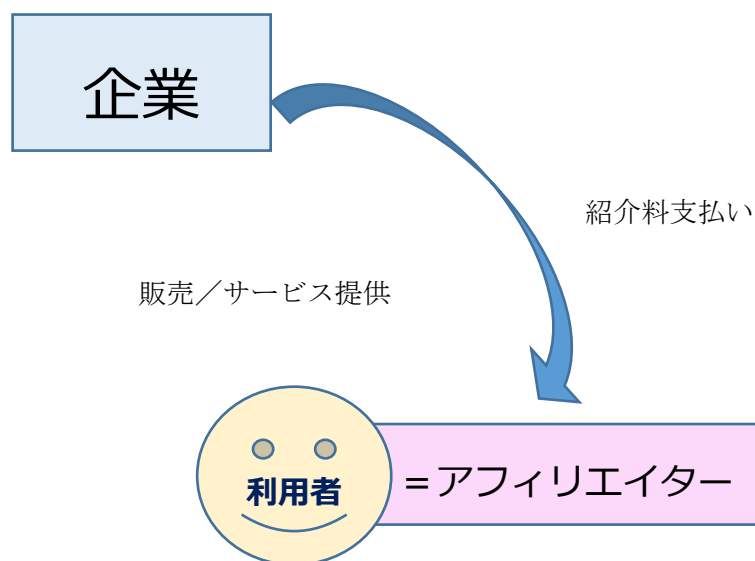 企業
紹介料支払い
販売／サービス提供
利用者
＝アフィリエイター